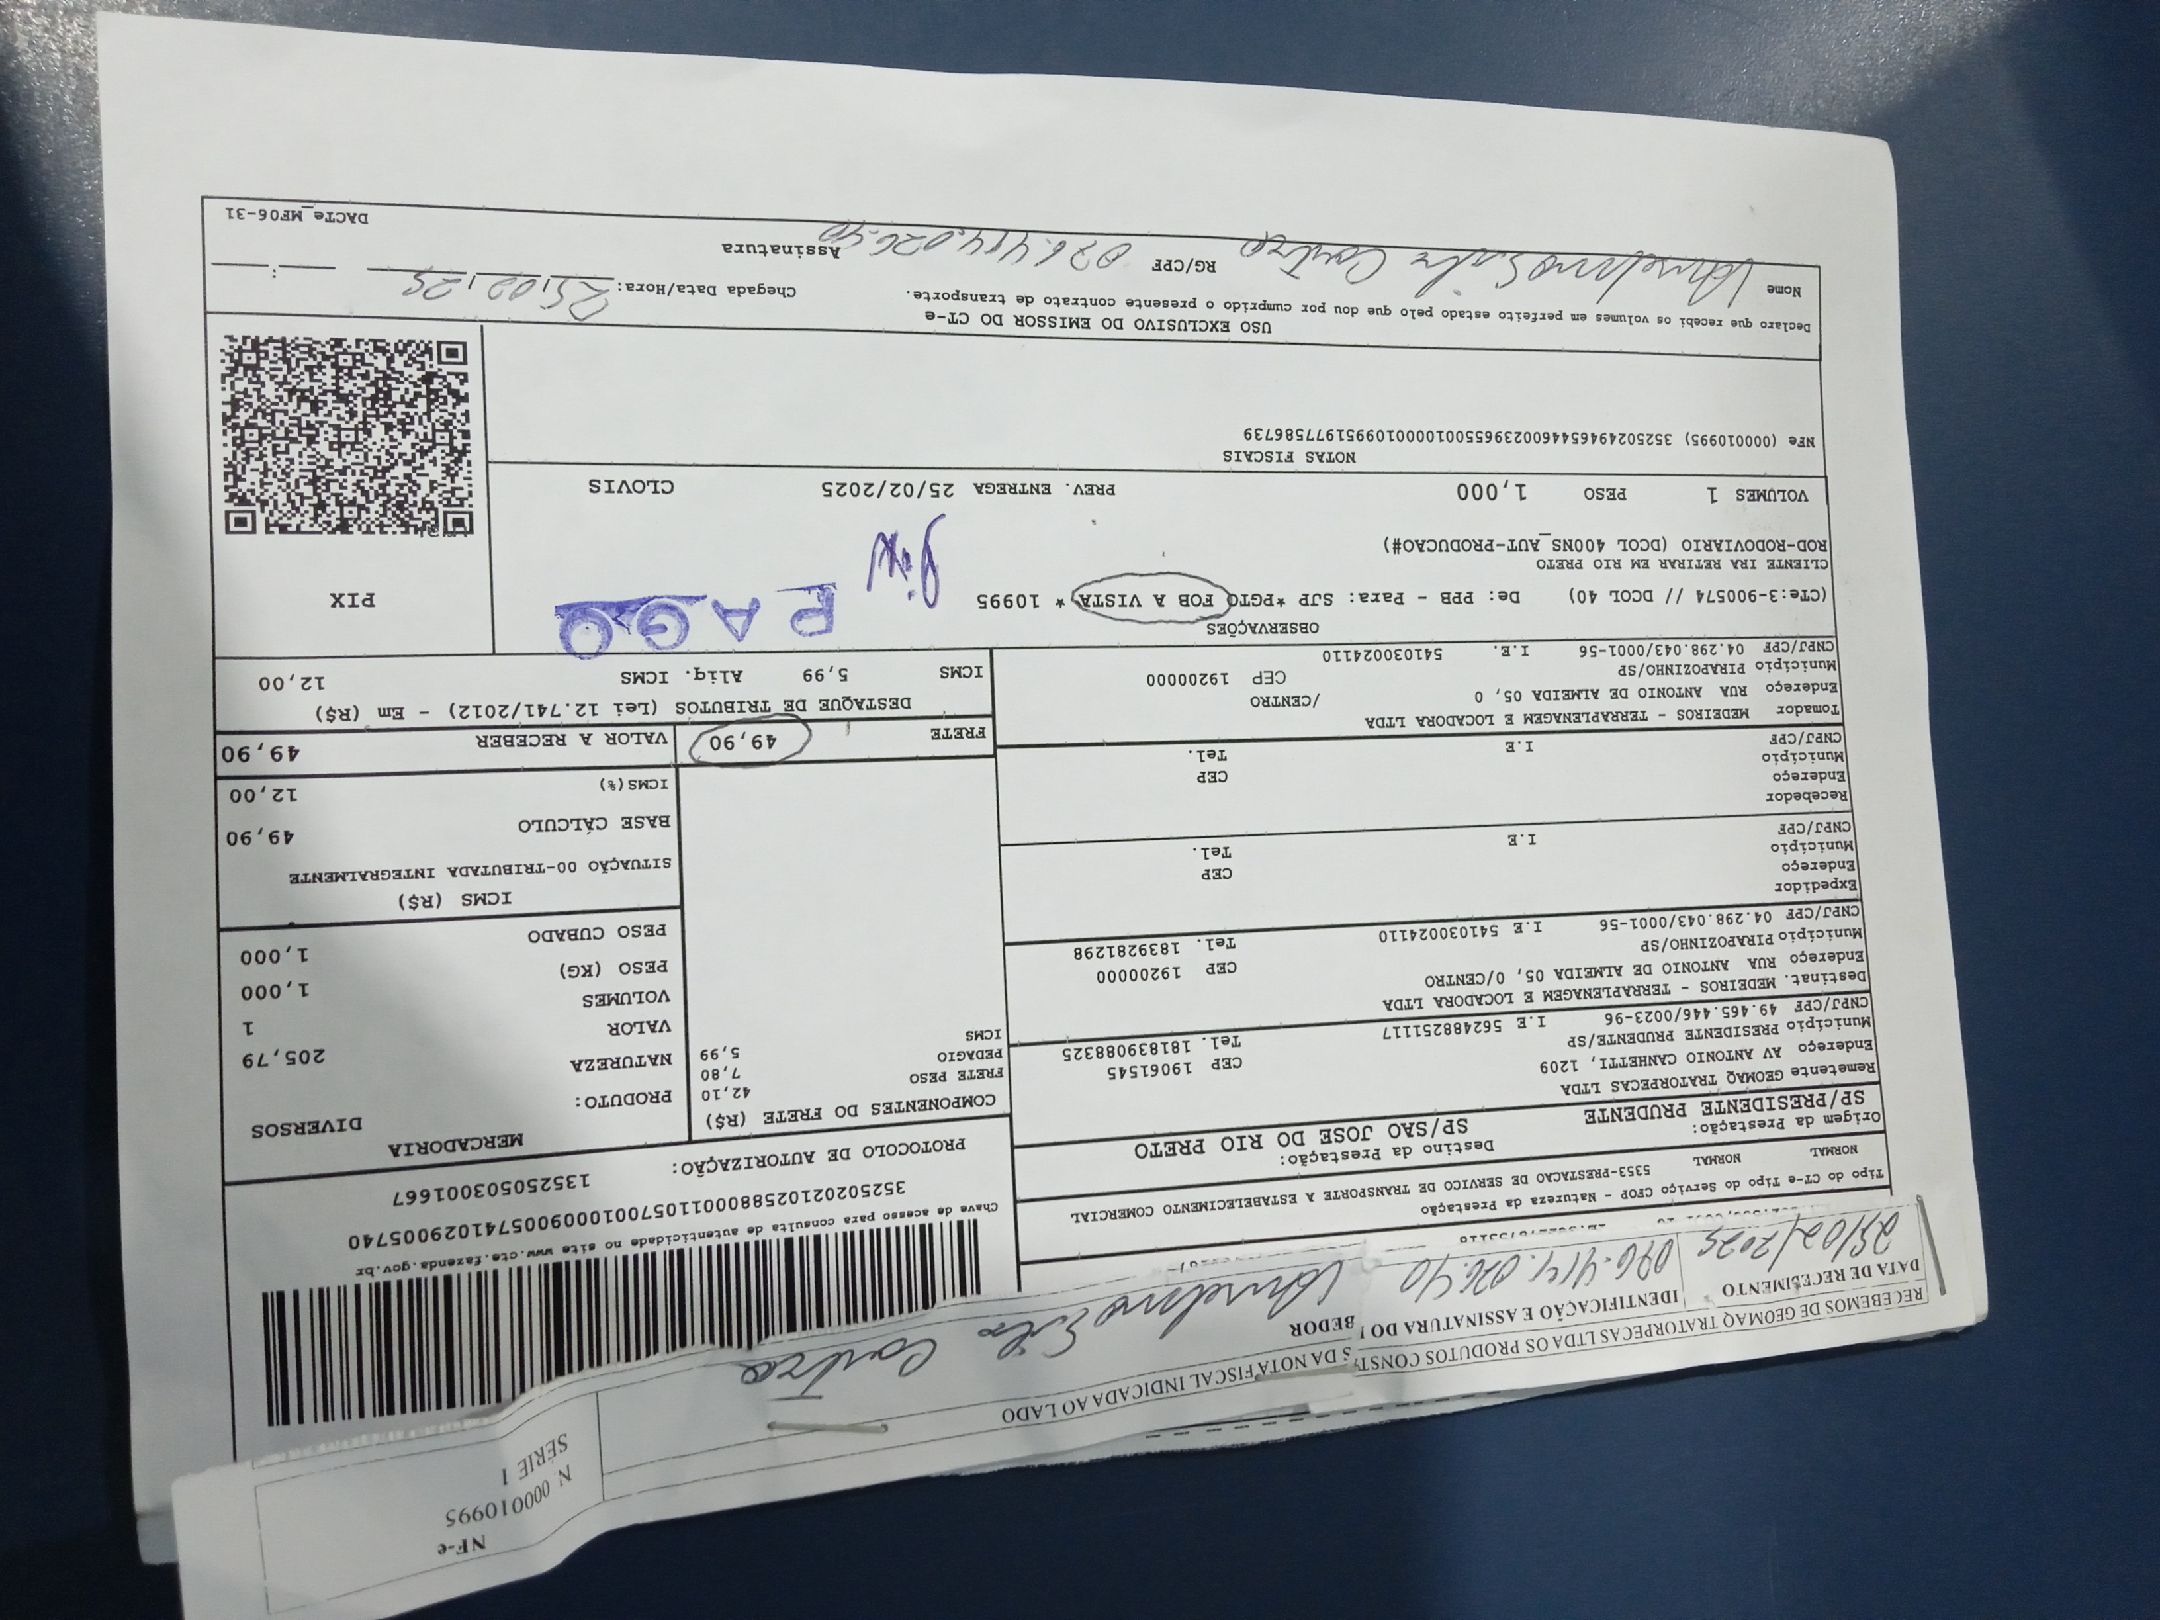 NF-e
N 000010995
SÉRIE 1
RECEBEMOS DE GEOMAQ TRATORPECAS LTDA OS PRODUTOS CONST
S DA NOTA FISCAL INDICADA AO LADO
DATA DE RECEBIMENTO
IDENTIFICAÇÃO E ASSINATURA DO
BEDOR
25/02/2025
096.414.026.40
Chave de acesso para consulta de autenticidade no site www.cte.fazenda.gov.br
Tipo do CT-e Tipo do Serviço CFOP - Natureza da Prestação
NORMAL NORMAL 5353-PRESTACAO DE SERVICO DE TRANSPORTE A ESTABELECIMENTO COMERCIAL
35250202102588000110570010009005741029005740
PROTOCOLO DE AUTORIZAÇÃO: 135250503001667
Origem da Prestação:
SP/PRESIDENTE PRUDENTE
Destino da Prestação:
SP/SAO JOSE DO RIO PRETO
Remetente GEOMAQ TRATORPECAS LTDA
Endereço AV ANTONIO CANHETTI, 1209 CEP 19061545
Município PRESIDENTE PRUDENTE/SP Tel. 18183908 8325
CNPJ/CPF 49.465.446/0023-96 I.E 562488251117
Destinat. MEDEIROS - TERRAPLENAGEM E LOCADORA LTDA
Endereço RUA ANTONIO DE ALMEIDA 05, 0/CENTRO CEP 19200000
Município PIRAPOZINHO/SP Tel. 1839281298
CNPJ/CPF 04.298.043/0001-56 I.E 541030024110
Expedidor
Endereço CEP
Município Tel.
CNPJ/CPF I.E
Recebedor
Endereço CEP
Município Tel.
CNPJ/CPF I.E
Tomador MEDEIROS - TERRAPLENAGEM E LOCADORA LTDA
Endereço RUA ANTONIO DE ALMEIDA 05, 0 /CENTRO
Município PIRAPOZINHO/SP CEP 19200000
CNPJ/CPF 04.298.043/0001-56 I.E. 541030024110
COMPONENTES DO FRETE (R$)
FRETE PESO 42,10
PEDAGIO 7,80
ICMS 5,99
MERCADORIA
PRODUTO: DIVERSOS
NATUREZA
VALOR 205,79
VOLUMES 1
PESO (KG) 1,000
PESO CUBADO 1,000
ICMS (R$)
SITUAÇÃO 00-TRIBUTADA INTEGRALMENTE
BASE CÁLCULO 49,90
ICMS(%) 12,00
FRETE 49,90
VALOR A RECEBER 49,90
DESTAQUE DE TRIBUTOS (Lei 12.741/2012) - Em (R$)
ICMS 5,99 Aliq. ICMS 12,00
OBSERVAÇÕES
(CTe:3-900574 // DCOL 40) De: PPB - Para: SJP *PGTO FOB A VISTA * 10995
CLIENTE IRA RETIRAR EM RIO PRETO
ROD-RODOVIARIO (DCOL 400NS_AUT-PRODUCAO#)
PAGO
pix
PIX
VOLUMES 1 PESO 1,000 PREV. ENTREGA 25/02/2025 CLOVIS
NOTAS FISCAIS
NFe (000010995) 35250249465446002396550010000109951977586739
USO EXCLUSIVO DO EMISSOR DO CT-e
Declaro que recebi os volumes em perfeito estado pelo que dou por cumprido o presente contrato de transporte.
Chegada Data/Hora: 25,02,25
Nome
RG/CPF 096.414.026.40
Assinatura
DACTe_MF06-31